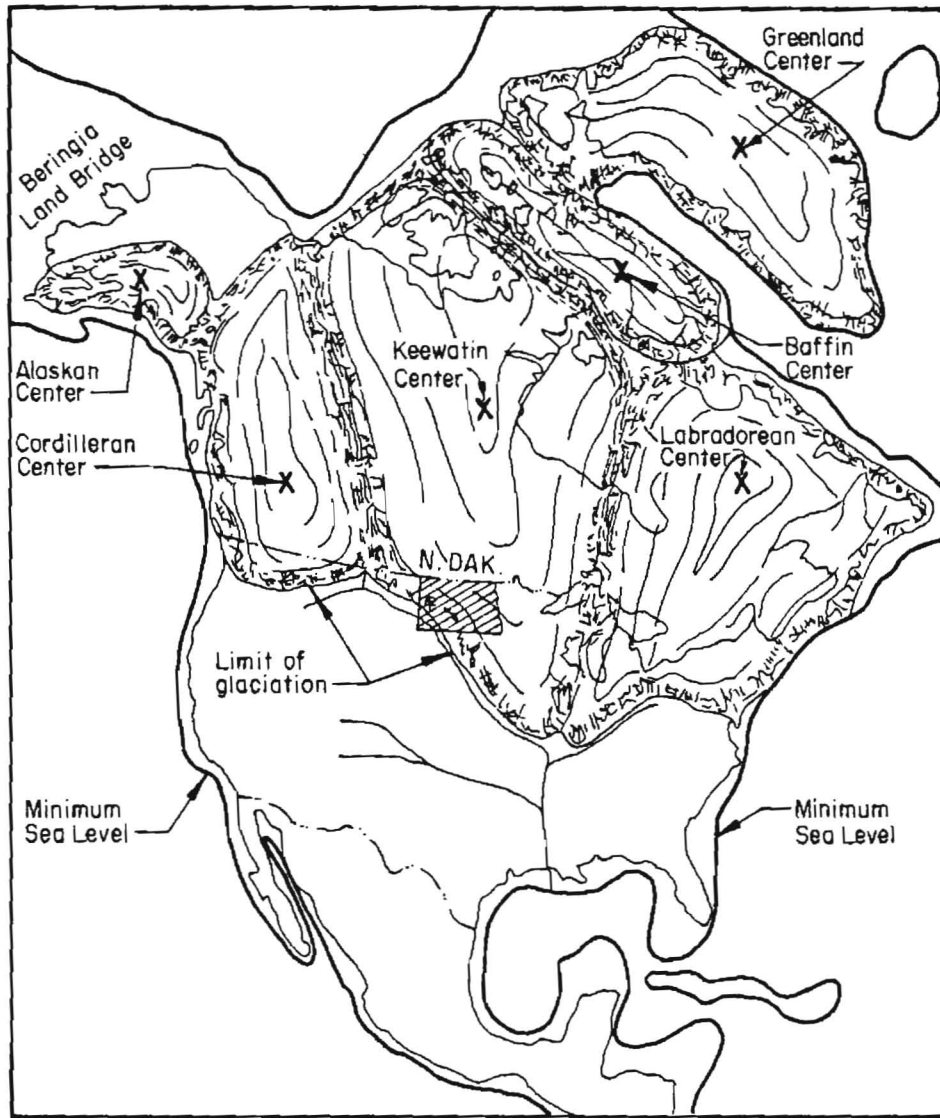 Greenland
Center
Beringia
Land Bridge
Alaskan
Center
Keewatin
Center
Baffin
Center
Cordilleran
Center
Labradorean
Center
N. DAK.
Limit of
glaciation
Minimum
Sea Level
Minimum
Sea Level